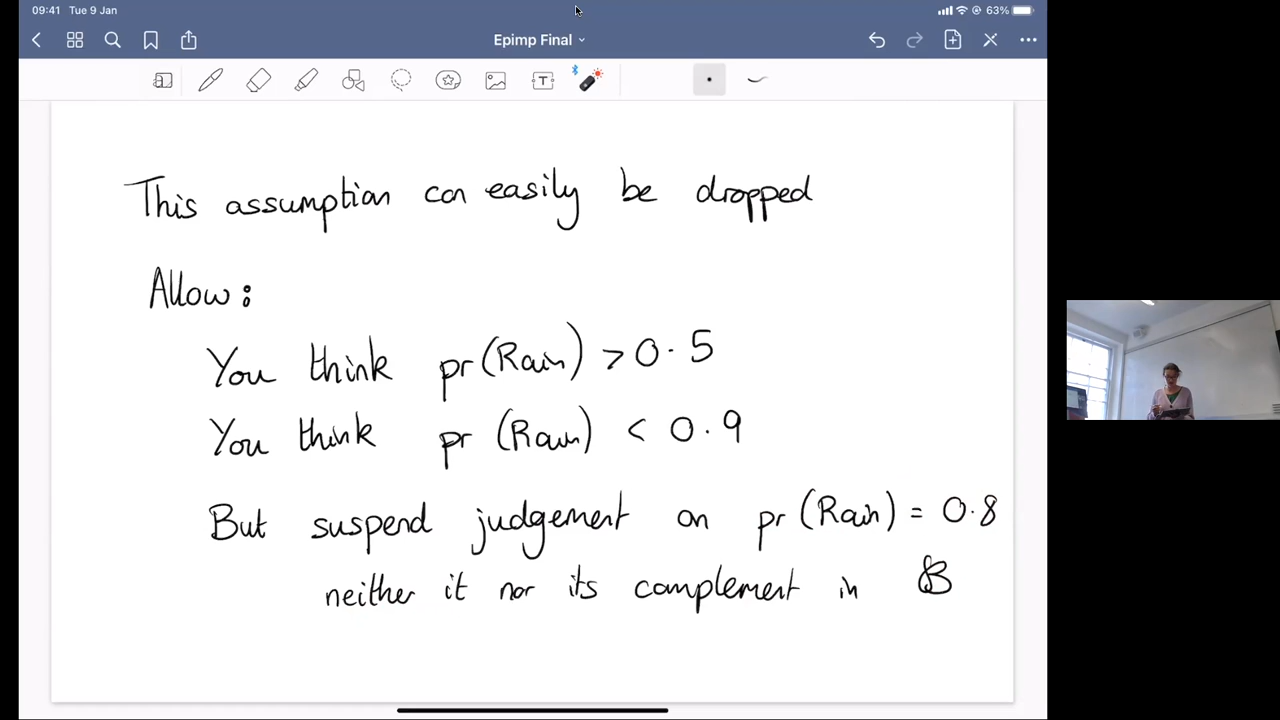 09:41 Tue 9 Jan 63%
Epimp Final
T
This assumption can easily be dropped
Allow:
You think pr(Rain) > 0.5
You think pr(Rain) < 0.9
But suspend judgement on pr(Rain) = 0.8
neither it nor its complement in B